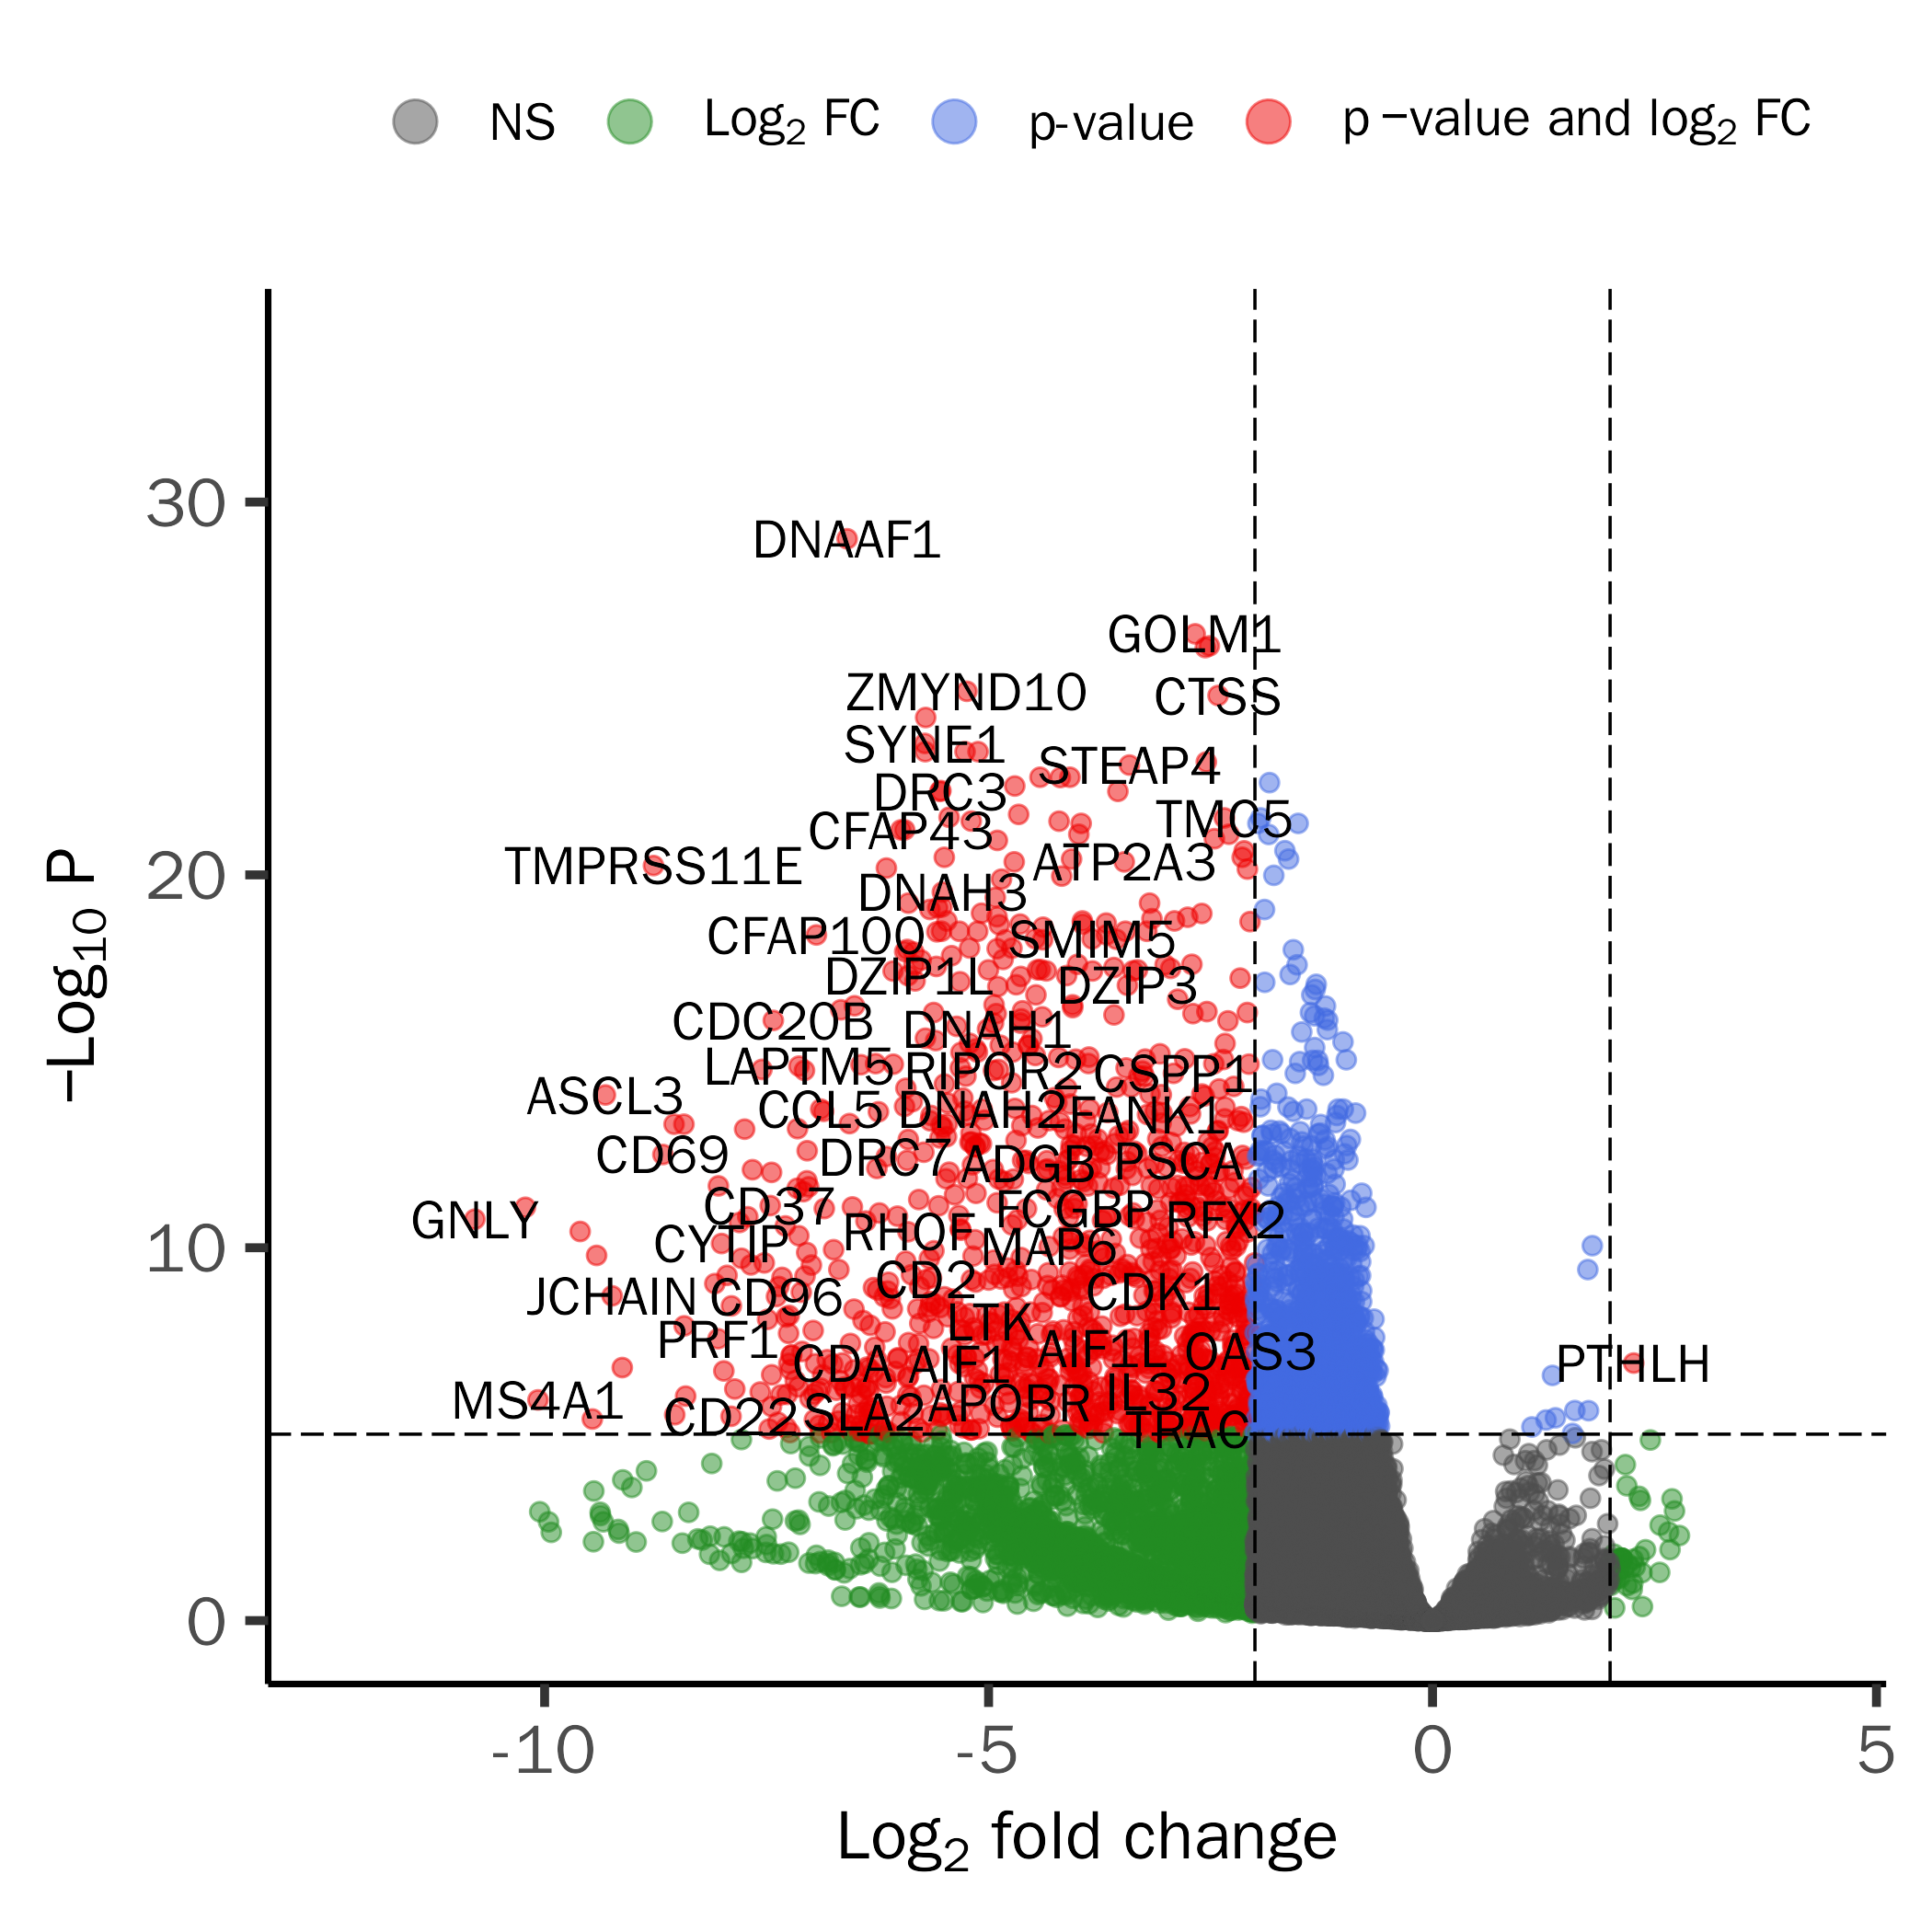 NS Log2 FC p-value p −value and log2 FC
30
DNAAF1
GOLM1
ZMYND10 CTSS
SYNE1 STEAP4
DRC3
CFAP43 TMC5
20
TMPRSS11E ATP2A3
DNAH3
CFAP100 SMIM5
DZIP1L DZIP3
CDC20B DNAH1
LAPTM5 RIPOR2 CSPP1
ASCL3 CCL5 DNAH2 FANK1
CD69 DRC7 ADGB PSCA
CD37 FCGBP
GNLY RHOF RFX2
10
CYTIP MAP6
CD2 CDK1
JCHAIN CD96
LTK
PRF1 AIF1L OAS3
CDA AIF1 PTHLH
MS4A1 APOBR IL32
CD22 SLA2 TRAC
0
−Log10 P
-10 -5 0 5
Log2 fold change